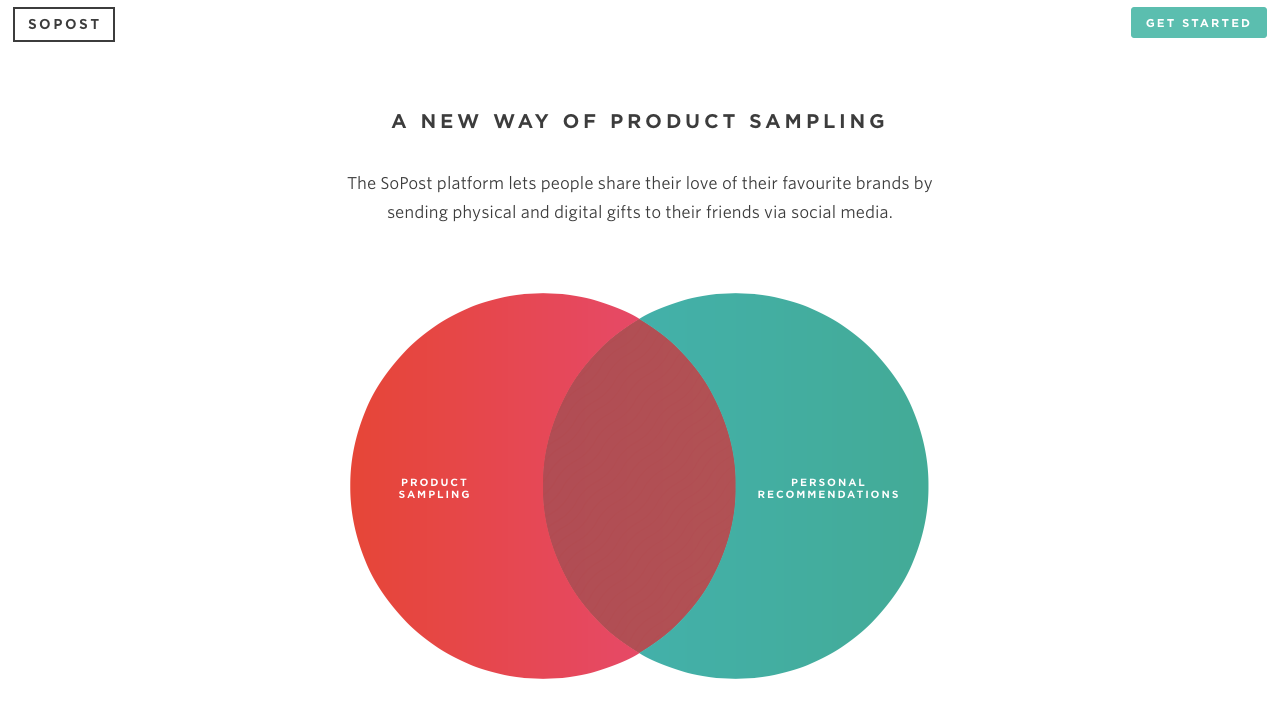 SOPOST
GET STARTED
A NEW WAY OF PRODUCT SAMPLING
The SoPost platform lets people share their love of their favourite brands by
sending physical and digital gifts to their friends via social media.
PRODUCT
SAMPLING
PERSONAL
RECOMMENDATIONS